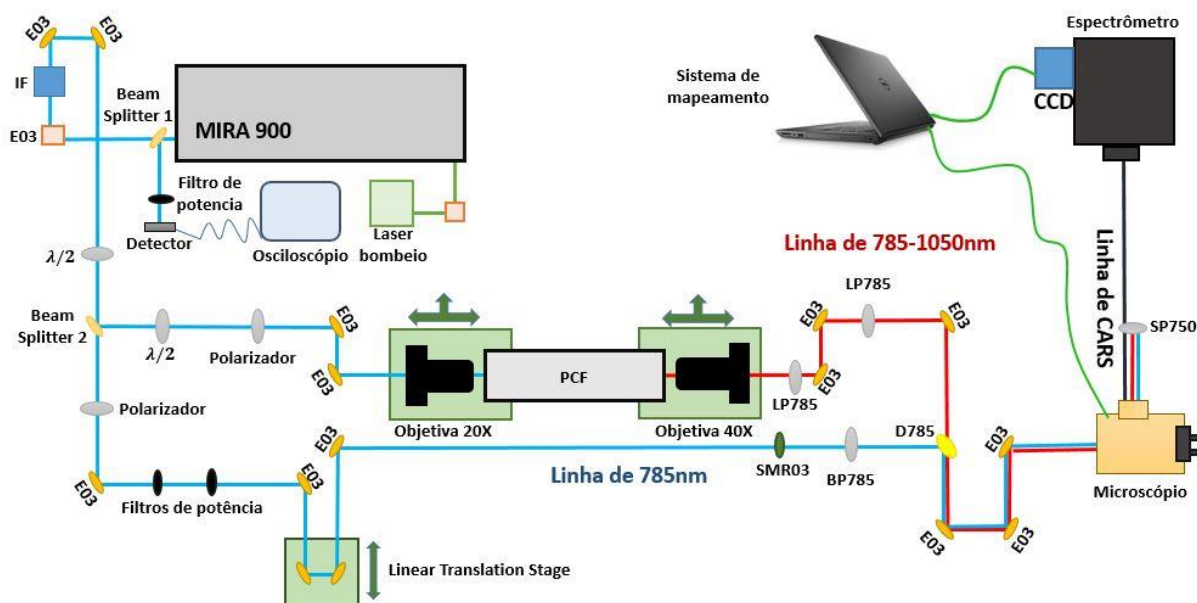 E03
E03
IF
Beam
Splitter 1
E03
MIRA 900
Filtro de
potencia
Detector
Osciloscópio
Laser
bombeio
Sistema de
mapeamento
Espectrômetro
CCD
Linha de CARS
SP750
λ/2
Beam
Splitter 2
λ/2
Polarizador
E03
E03
Objetiva 20X
PCF
Objetiva 40X
Linha de 785-1050nm
LP785
E03
E03
E03
LP785
Polarizador
E03
Filtros de potência
E03
E03
Linear Translation Stage
Linha de 785nm
SMR03
BP785
D785
E03
E03
E03
Microscópio